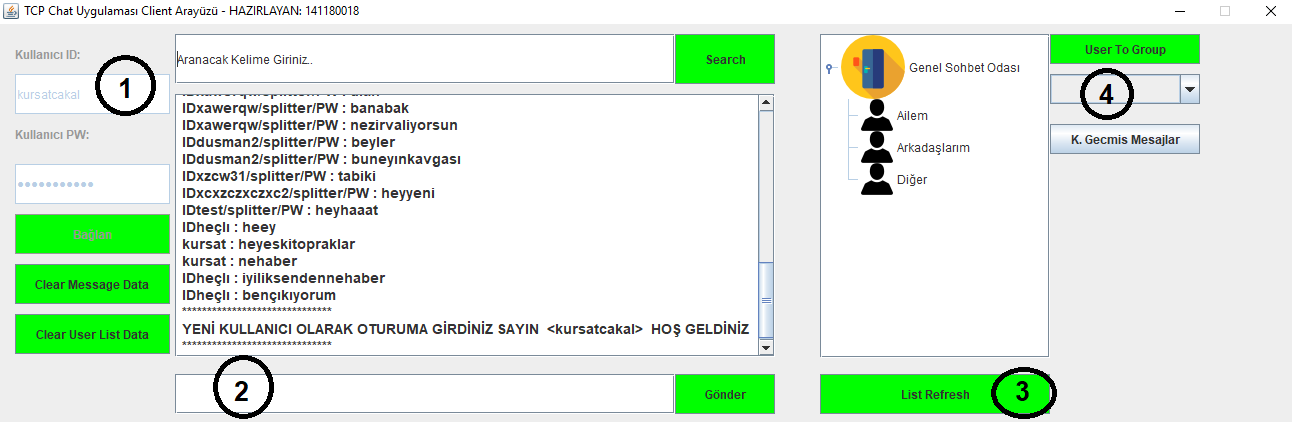 TCP Chat Uygulaması Client Arayüzü - HAZIRLAYAN: 141180018
Kullanıcı ID:
kursatcakal
1
Kullanıcı PW:
Bağlan
Clear Message Data
Clear User List Data
Aranacak Kelime Giriniz..
Search
IDxawerqw/splitter/PW : banabak
IDxawerqw/splitter/PW : nezirvaliyorsun
IDdusman2/splitter/PW : beyler
IDdusman2/splitter/PW : buneyınkavgası
IDxzcw31/splitter/PW : tabiki
IDxcxzczxczxc2/splitter/PW : heyyeni
IDtest/splitter/PW : heyhaaat
IDheçlı : heey
kursat : heyeskitopraklar
kursat : nehaber
IDheçlı : iyiliksendennehaber
IDheçlı : bençıkıyorum
******************************
YENİ KULLANICI OLARAK OTURUMA GİRDİNİZ SAYIN <kursatcakal> HOŞ GELDİNİZ
******************************
2
Gönder
Genel Sohbet Odası
Ailem
Arkadaşlarım
Diğer
List Refresh
3
User To Group
4
K. Gecmis Mesajlar